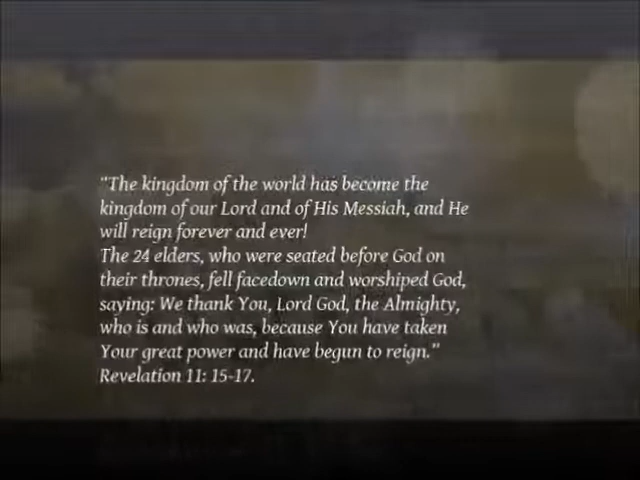 "The kingdom of the world has become the
kingdom of our Lord and of His Messiah, and He
will reign forever and ever!
The 24 elders, who were seated before God on
their thrones, fell facedown and worshiped God,
saying: We thank You, Lord God, the Almighty,
who is and who was, because You have taken
Your great power and have begun to reign."
Revelation 11: 15-17.